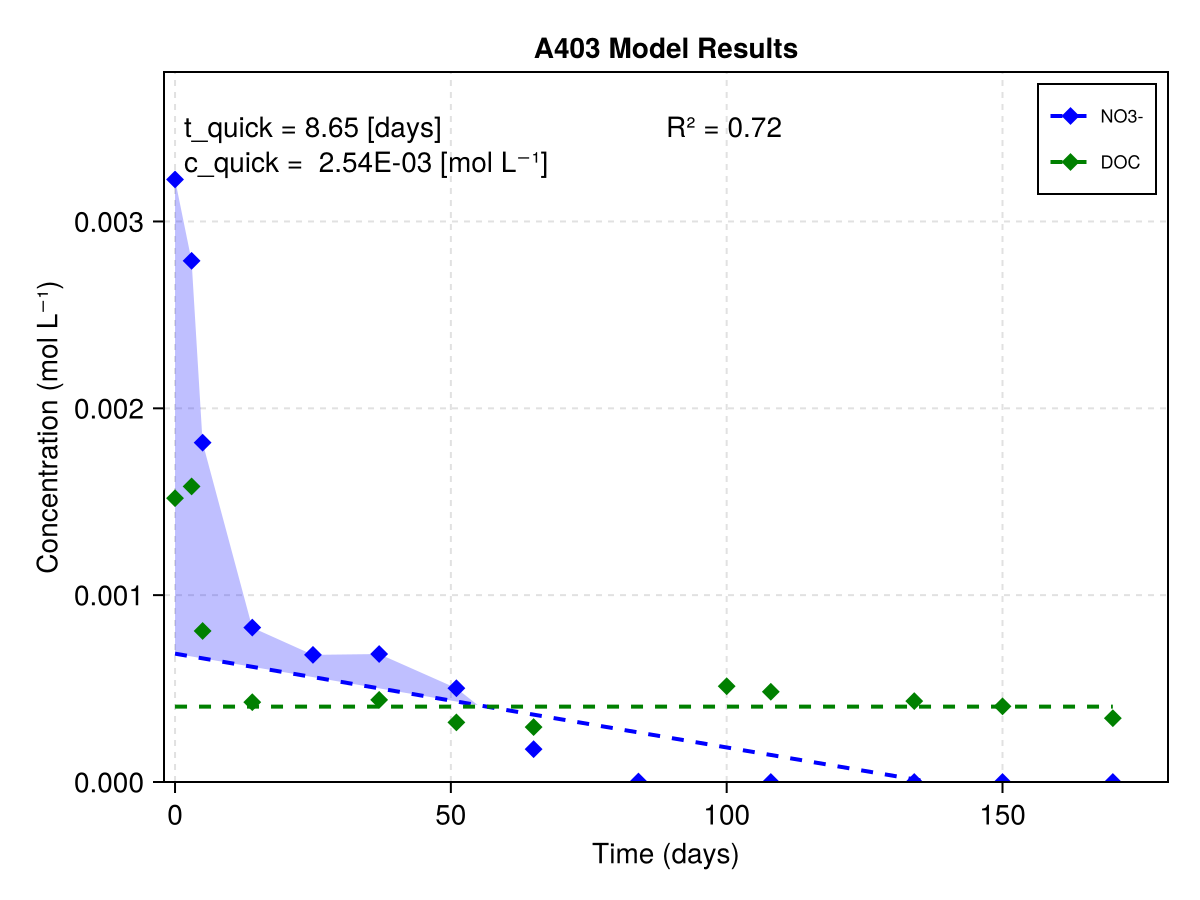 A403 Model Results
t_quick = 8.65 [days]
R² = 0.72
c_quick =  2.54E-03 [mol L⁻¹]
NO3-
DOC
Concentration (mol L⁻¹)
0.003
0.002
0.001
0.000
0
50
100
150
Time (days)